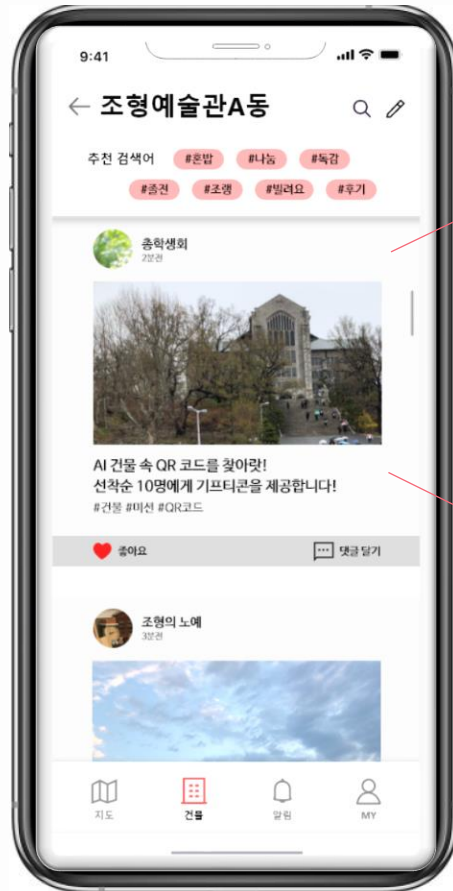 9:41
조형예술관A동
추천 검색어 #혼밥 #나눔 #독감
#졸전 #조랭 #빌려요 #후기
총학생회
2분전
AI 건물 속 QR 코드를 찾아랏!
선착순 10명에게 기프티콘을 제공합니다!
#건물 #미션 #QR코드
좋아요 댓글 달기
조형의 노예
3분전
지도 건물 알림 MY